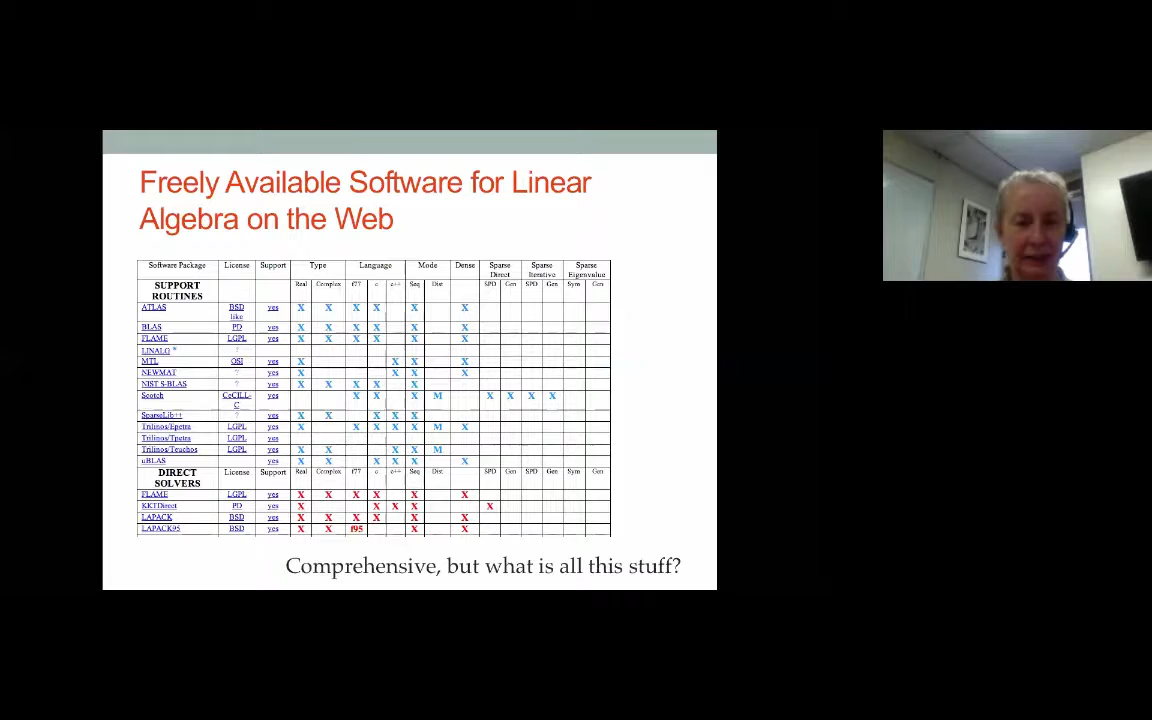 Freely Available Software for Linear
Algebra on the Web
Software Package License Support Type Language Mode Dense Sparse Direct Sparse Iterative Sparse Eigenvalue
SUPPORT ROUTINES Real Complex f77 c c++ Seq Dist SPD Gen SPD Gen Sym Gen
ATLAS BSD like yes X X X X X X
BLAS PD yes X X X X X X
FLAME LGPL yes X X X X X X
LINALG * ?
MTL OSI yes X X X X
NEWMAT ? yes X X X X
NIST S-BLAS ? yes X X X X X
Scotch CeCILL-C yes X X X M X X X X
SparseLib++ ? yes X X X X X
Trilinos/Epetra LGPL yes X X X X X M X
Trilinos/Tpetra LGPL yes
Trilinos/Teuchos LGPL yes X X X X M
uBLAS yes X X X X X X
DIRECT SOLVERS License Support Real Complex f77 c c++ Seq Dist SPD Gen SPD Gen Sym Gen
FLAME LGPL yes X X X X X X
KKTDirect PD yes X X X X X
LAPACK BSD yes X X X X X X
LAPACK95 BSD yes X X f95 X X
Comprehensive, but what is all this stuff?